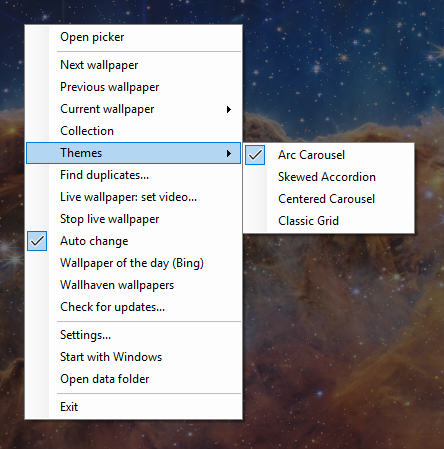 Open picker
Next wallpaper
Previous wallpaper
Current wallpaper
Collection
Themes
Arc Carousel
Skewed Accordion
Centered Carousel
Classic Grid
Find duplicates...
Live wallpaper: set video...
Stop live wallpaper
Auto change
Wallpaper of the day (Bing)
Wallhaven wallpapers
Check for updates...
Settings...
Start with Windows
Open data folder
Exit